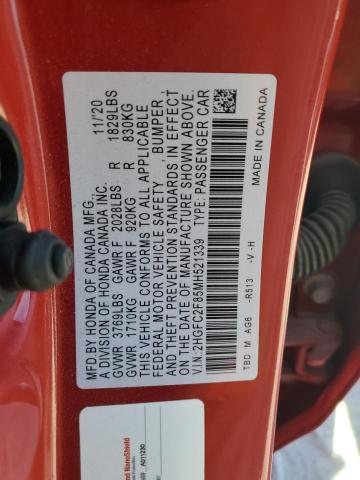 MFD.BY HONDA OF CANADA MFG.,
A DIVISION OF HONDA CANADA INC. 11/'20
GVWR 3769LBS GAWR F 2028LBS R 1829LBS
GVWR 1710KG GAWR F 920KG R 830KG
THIS VEHICLE CONFORMS TO ALL APPLICABLE
FEDERAL MOTOR VEHICLE SAFETY , BUMPER ,
AND THEFT PREVENTION STANDARDS IN EFFECT
ON THE DATE OF MANUFACTURE SHOWN ABOVE.
V.I.N: 2HGFC2F85MH521339 TYPE: PASSENGER CAR
TBD M AG6 -R513 -V-H
MADE IN CANADA
nd NanoShield
A011230